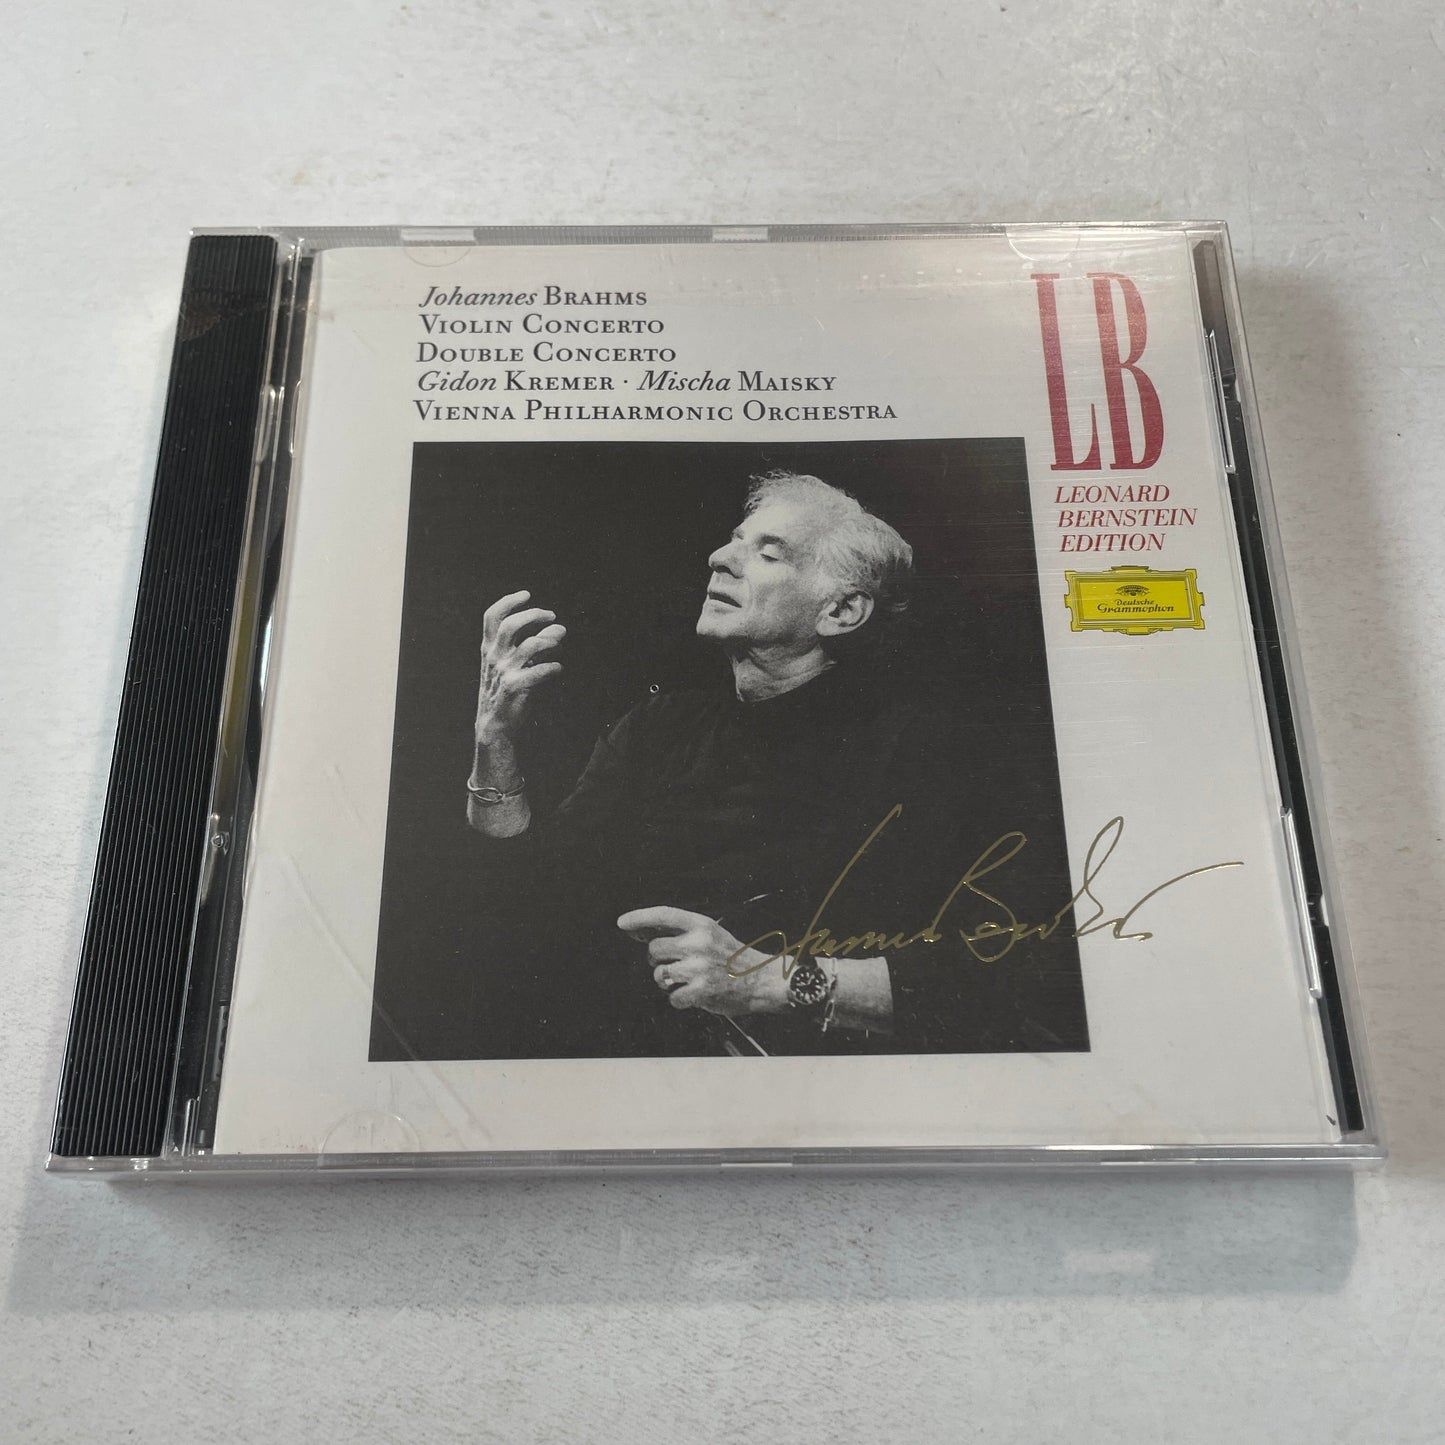 Johannes BRAHMS
VIOLIN CONCERTO
DOUBLE CONCERTO
Gidon KREMER · Mischa MAISKY
VIENNA PHILHARMONIC ORCHESTRA
LB
LEONARD
BERNSTEIN
EDITION
Deutsche
Grammophon